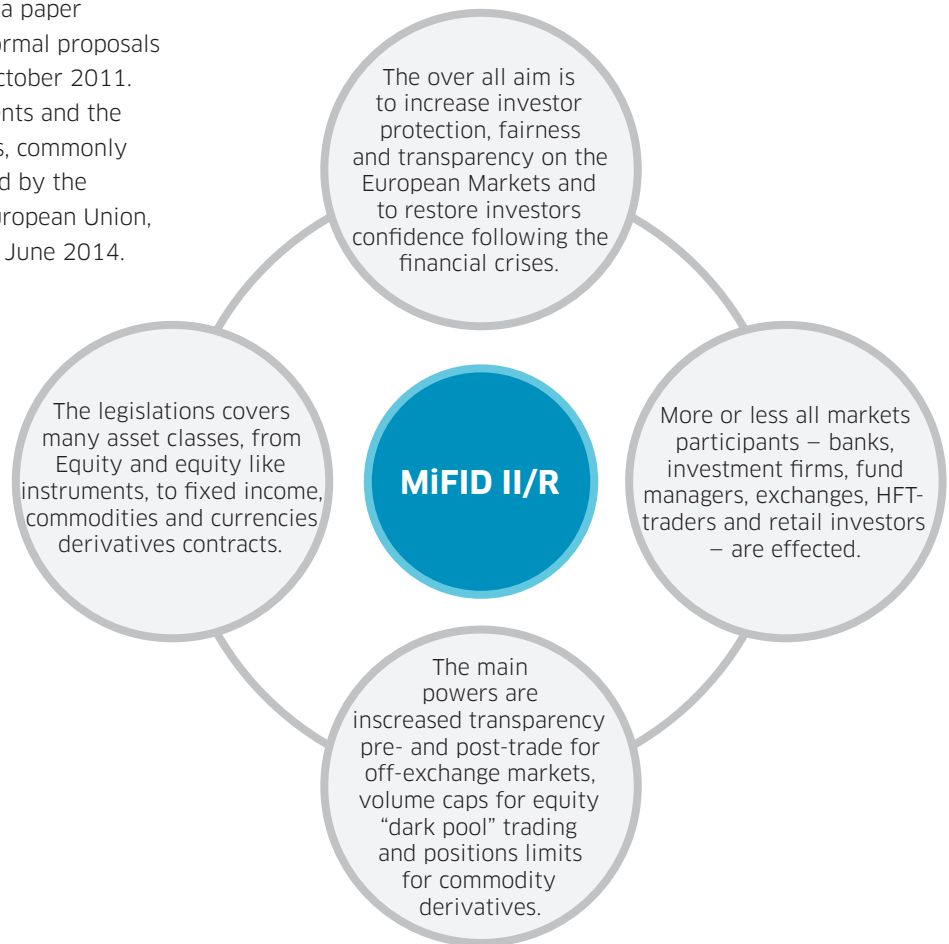 a paper
ormal proposals
ctober 2011.
ents and the
s, commonly
d by the
uropean Union,
June 2014.
The over all aim is
to increase investor
protection, fairness
and transparency on the
European Markets and
to restore investors
confidence following the
financial crises.
The legislations covers
many asset classes, from
Equity and equity like
instruments, to fixed income,
commodities and currencies
derivatives contracts.
MiFID II/R
More or less all markets
participants – banks,
investment firms, fund
managers, exchanges, HFT-
traders and retail investors
– are effected.
The main
powers are
inscreased transparency
pre- and post-trade for
off-exchange markets,
volume caps for equity
“dark pool” trading
and positions limits
for commodity
derivatives.